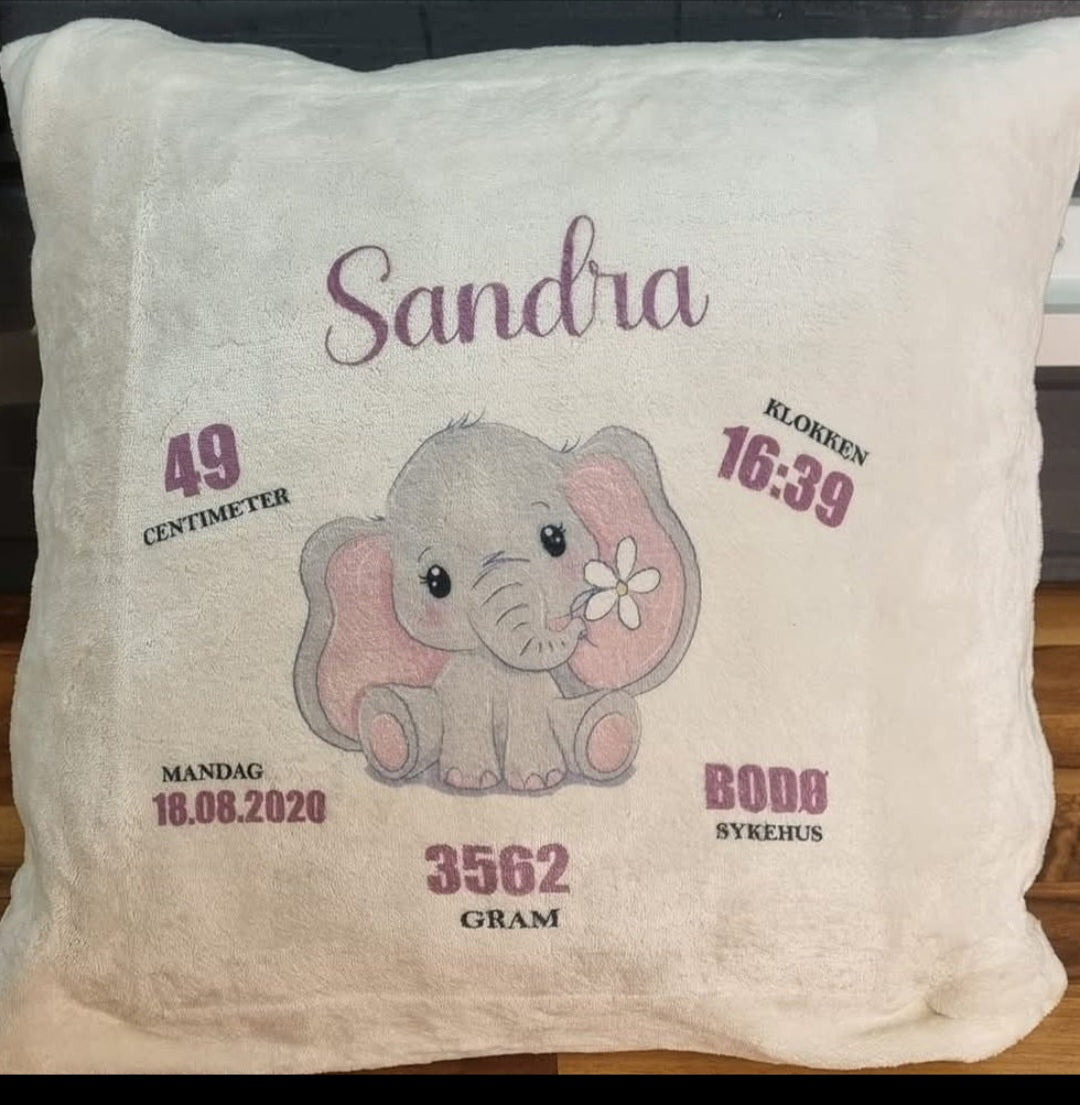 Sandra
49
CENTIMETER
KLOKKEN
16:39
MANDAG
18.08.2020
BODØ
SYKEHUS
3562
GRAM